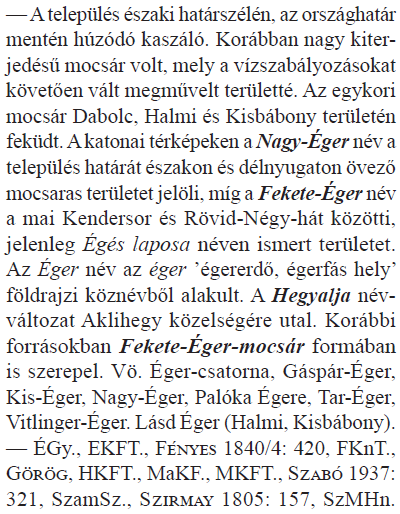 — A település északi határszélén, az országhatár
mentén húzódó kaszáló. Korábban nagy kiter-
jedésű mocsár volt, mely a vízszabályozásokat
követően vált megművelt területté. Az egykori
mocsár Dabolc, Halmi és Kisbábony területén
feküdt. A katonai térképeken a Nagy-Éger név a
település határát északon és délnyugaton övező
mocsaras területet jelöli, míg a Fekete-Éger név
a mai Kendersor és Rövid-Négy-hát közötti,
jelenleg Égés laposa néven ismert területet.
Az Éger név az éger ’égererdő, égerfás hely’
földrajzi köznévből alakult. A Hegyalja név-
változat Aklihegy közelségére utal. Korábbi
forrásokban Fekete-Éger-mocsár formában
is szerepel. Vö. Éger-csatorna, Gáspár-Éger,
Kis-Éger, Nagy-Éger, Palóka Égere, Tar-Éger,
Vitlinger-Éger. Lásd Éger (Halmi, Kisbábony).
— ÉGy., EKFT., Fényes 1840/4: 420, FKnT.,
Görög, HKFT., MaKF., MKFT., Szabó 1937:
321, SzamSz., Szirmay 1805: 157, SzMHn.